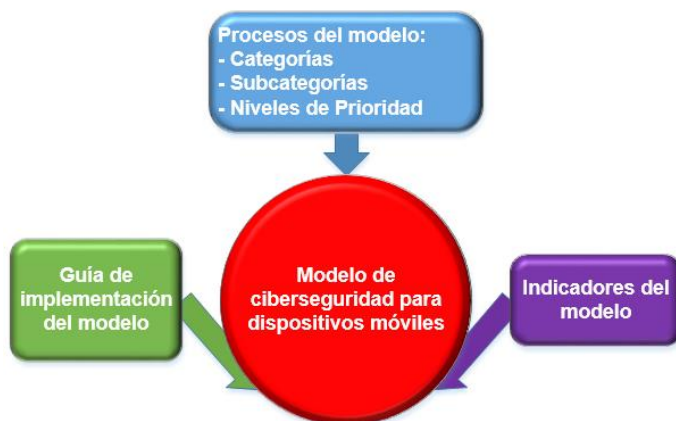 Procesos del modelo:
- Categorías
- Subcategorías
- Niveles de Prioridad
Guía de
implementación
del modelo
Modelo de
ciberseguridad para
dispositivos móviles
Indicadores del
modelo